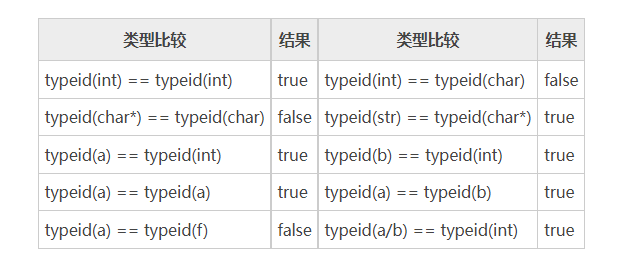 类型比较 结果 类型比较 结果
typeid(int) == typeid(int) true typeid(int) == typeid(char) false
typeid(char*) == typeid(char) false typeid(str) == typeid(char*) true
typeid(a) == typeid(int) true typeid(b) == typeid(int) true
typeid(a) == typeid(a) true typeid(a) == typeid(b) true
typeid(a) == typeid(f) false typeid(a/b) == typeid(int) true